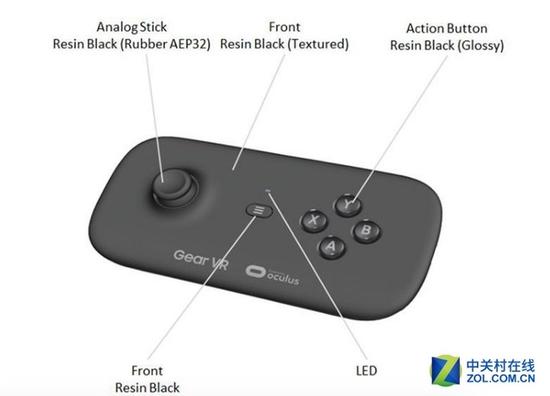 Analog Stick
Resin Black (Rubber AEP32)
Front
Resin Black (Textured)
Action Button
Resin Black (Glossy)
Y
X
B
A
Gear VR
oculus
Front
Resin Black
LED
Z
中关村在线
ZOL.COM.CN